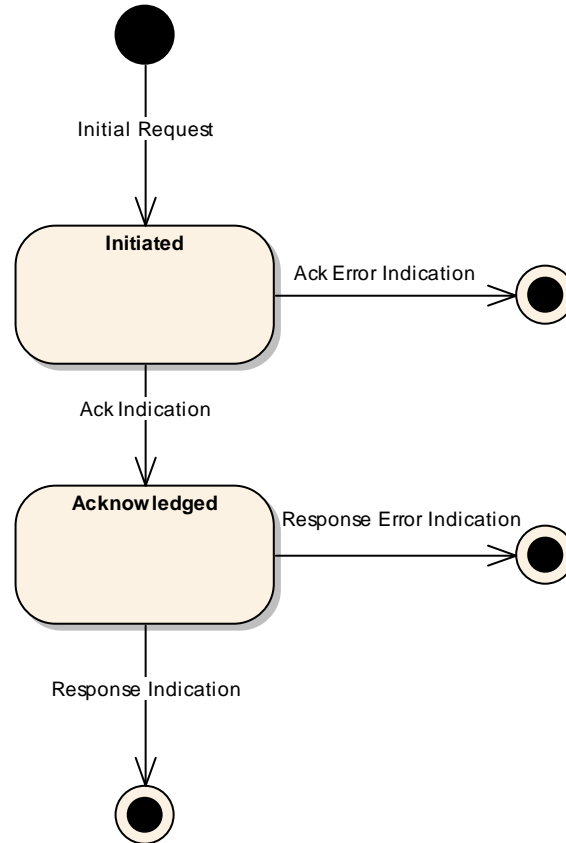 Initial Request
Initiated
Ack Error Indication
Ack Indication
Acknowledged
Response Error Indication
Response Indication